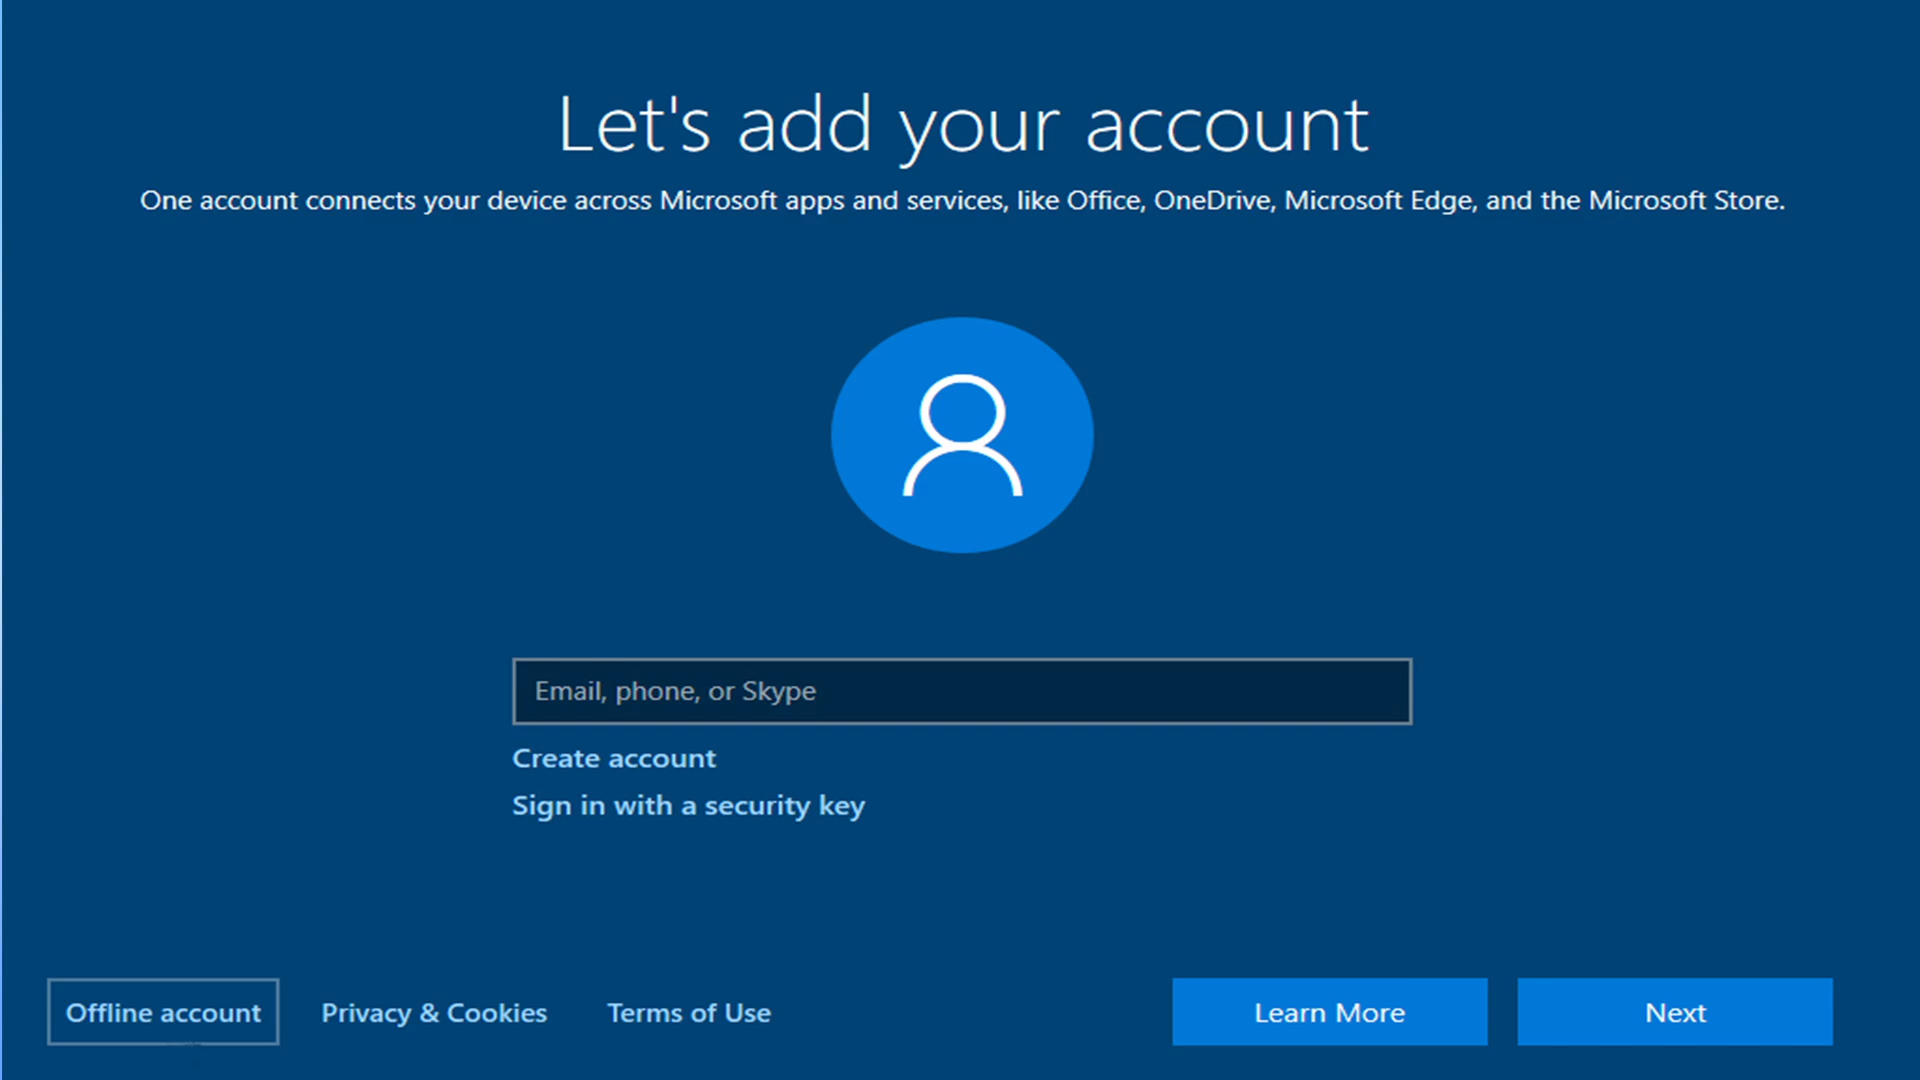 Let's add your account
One account connects your device across Microsoft apps and services, like Office, OneDrive, Microsoft Edge, and the Microsoft Store.
Email, phone, or Skype
Create account
Sign in with a security key
Offline account
Privacy & Cookies
Terms of Use
Learn More
Next